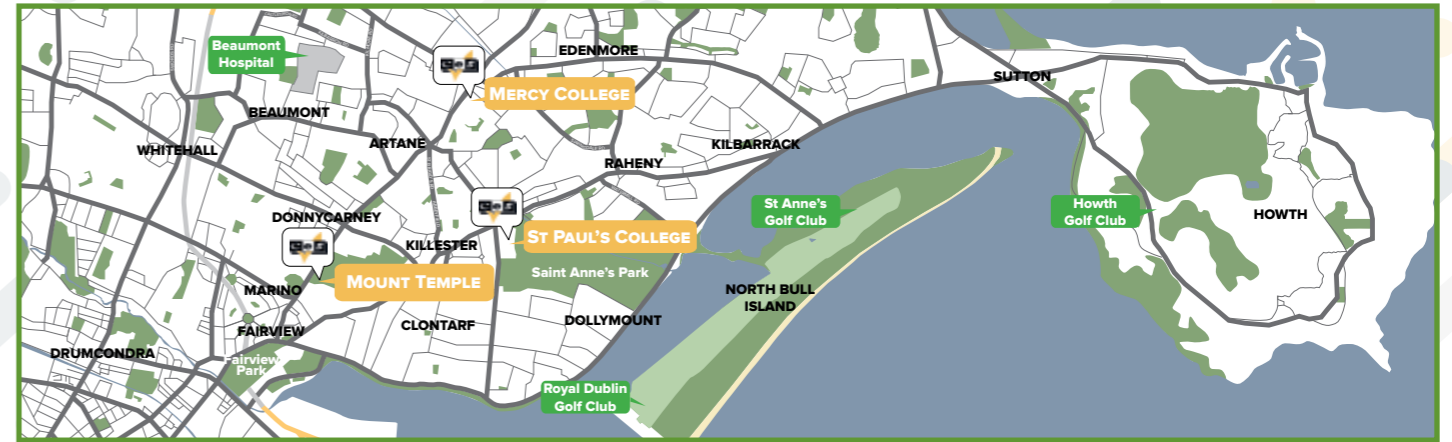 EDENMORE
Beaumont
Hospital
SUTTON
MERCY COLLEGE
BEAUMONT
ARTANE
WHITEHALL
KILBARRACK
RAHENY
St Anne's
Golf Club
Howth
Golf Club
HOWTH
DONNYCARNEY
ST PAUL'S COLLEGE
KILLESTER
Saint Anne's Park
MOUNT TEMPLE
MARINO
NORTH BULL
ISLAND
CLONTARF
DOLLYMOUNT
FAIRVIEW
DRUMCONDRA
Fairview
Park
Royal Dublin
Golf Club